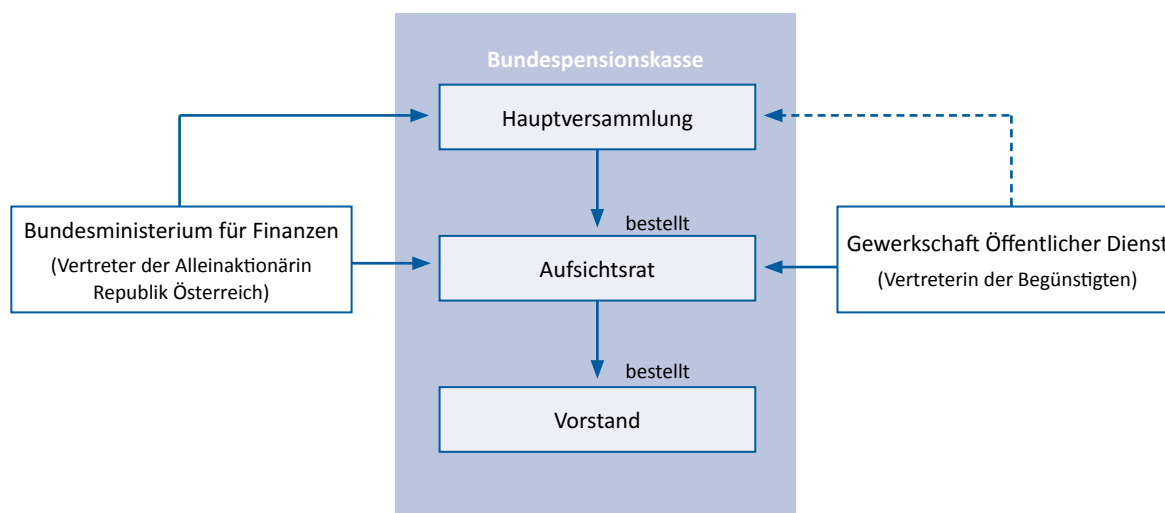 Bundespensionskasse
Hauptversammlung
bestellt
Bundesministerium für Finanzen
(Vertreter der Alleinaktionärin
Republik Österreich)
Aufsichtsrat
Gewerkschaft Öffentlicher Dienst
(Vertreterin der Begünstigten)
bestellt
Vorstand